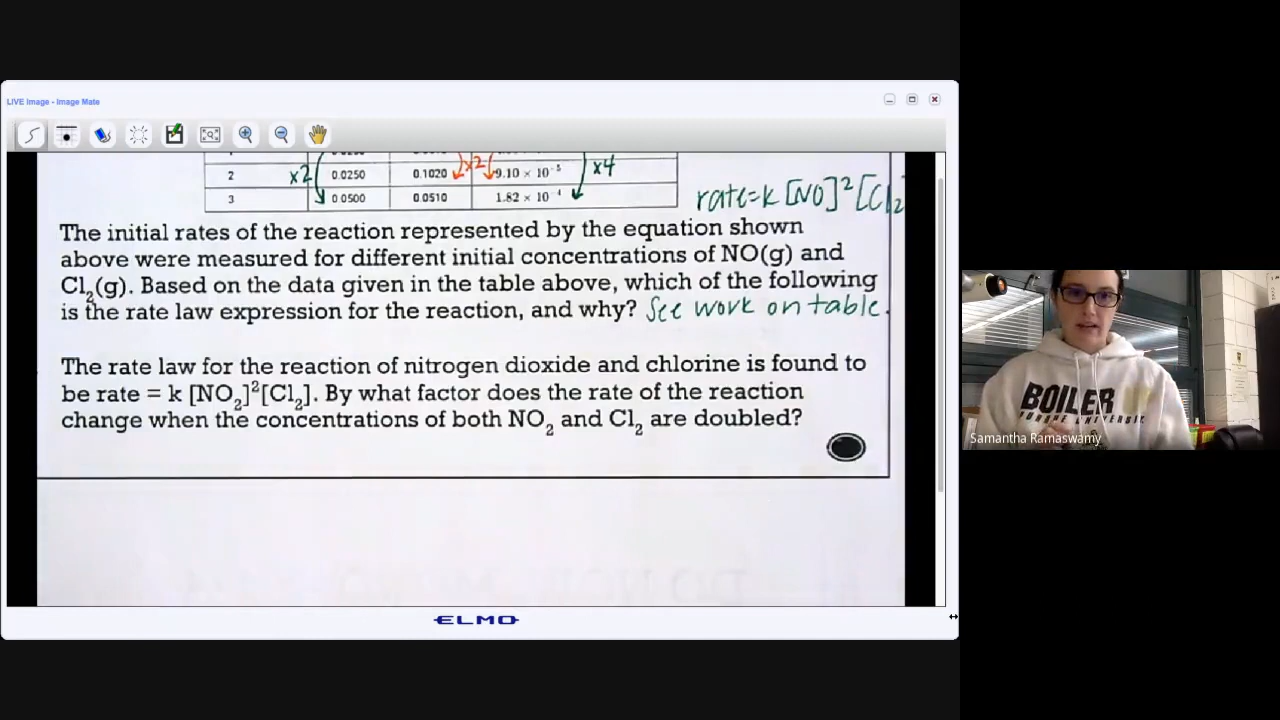 LIVE Image - Image Mate
2 x2 0.0250 0.1020 x2 9.10 × 10⁻⁵ x4
3 0.0500 0.0510 1.82 × 10⁻⁴
rate=k [NO]² [Cl₂
The initial rates of the reaction represented by the equation shown
above were measured for different initial concentrations of NO(g) and
Cl₂(g). Based on the data given in the table above, which of the following
is the rate law expression for the reaction, and why? See work on table.
The rate law for the reaction of nitrogen dioxide and chlorine is found to
be rate = k [NO₂]²[Cl₂]. By what factor does the rate of the reaction
change when the concentrations of both NO₂ and Cl₂ are doubled?
ELMO
BOILER
Samantha Ramaswamy